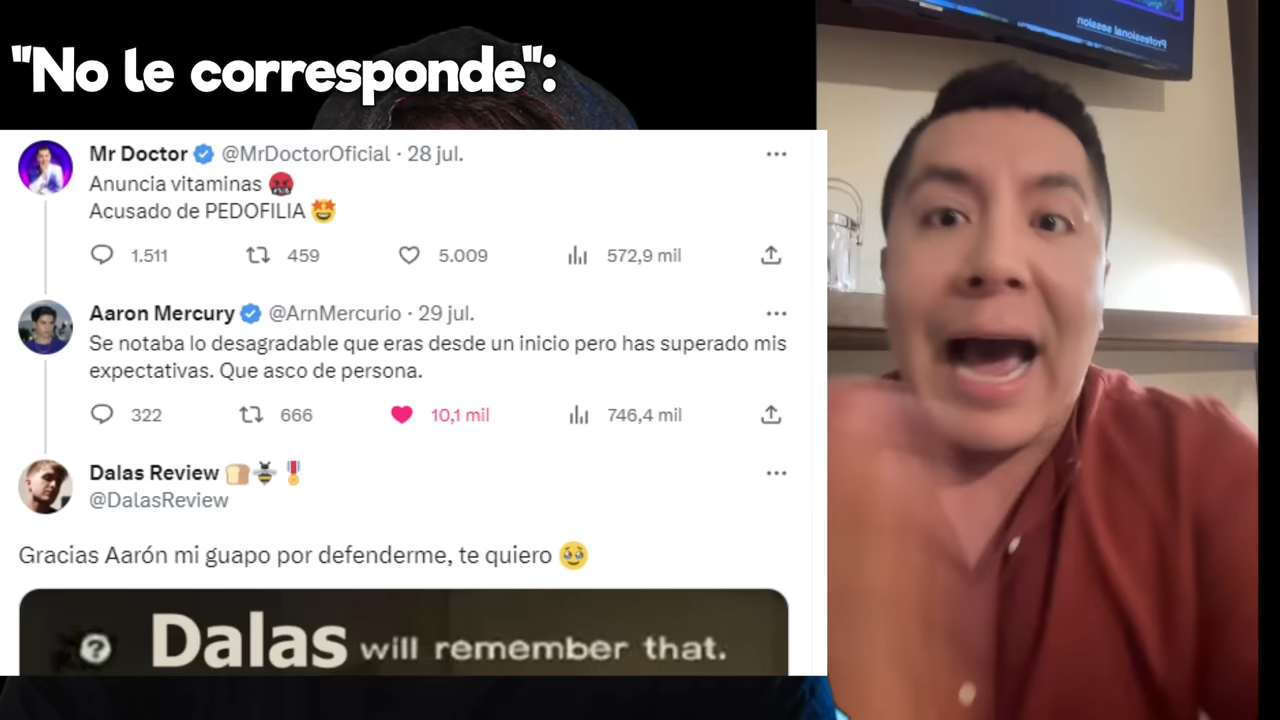 "No le corresponde":
Mr Doctor @MrDoctorOficial · 28 jul.
Anuncia vitaminas 🤬
Acusado de PEDOFILIA 🤩
1.511 459 5.009 572,9 mil
Aaron Mercury @ArnMercurio · 29 jul.
Se notaba lo desagradable que eras desde un inicio pero has superado mis
expectativas. Que asco de persona.
322 666 10,1 mil 746,4 mil
Dalas Review 🍞🐝🎖️
@DalasReview
Gracias Aarón mi guapo por defenderme, te quiero 🥹
? Dalas will remember that.
Professional session